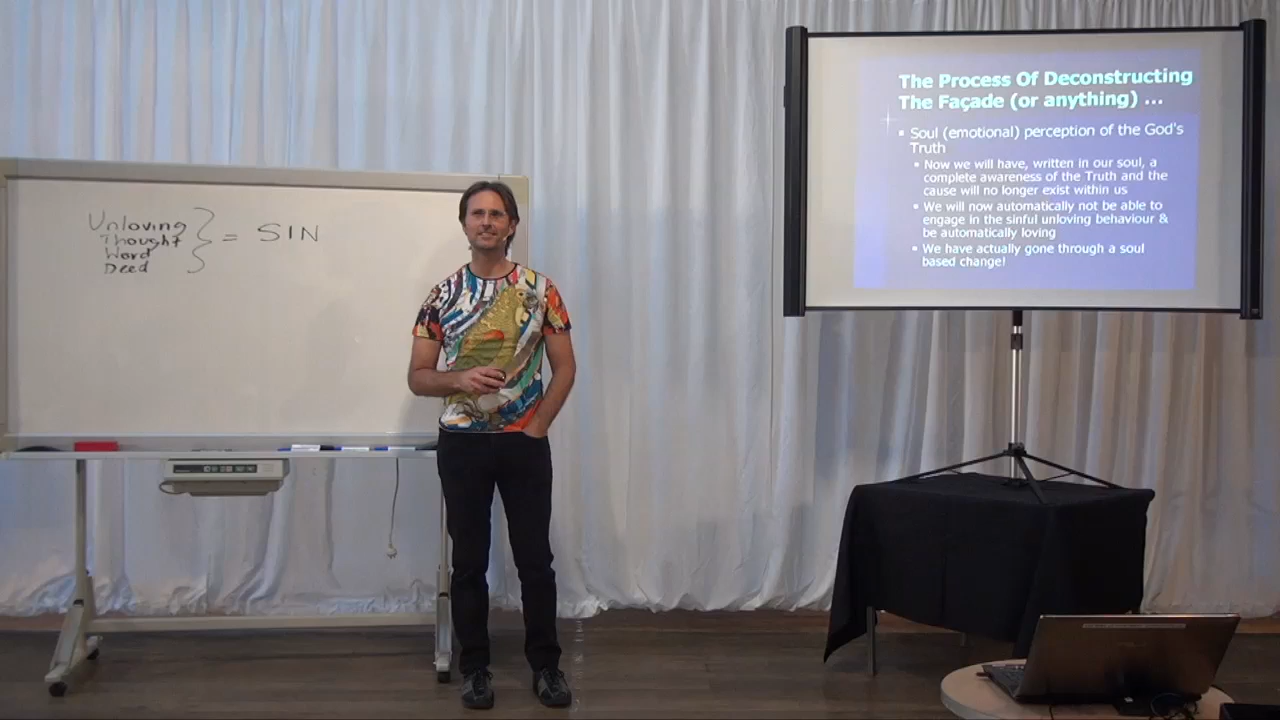 Unloving
Thought
Word
Deed
= SIN
The Process Of Deconstructing
The Façade (or anything) ...
Soul (emotional) perception of the God's
Truth
Now we will have, written in our soul, a
complete awareness of the Truth and the
cause will no longer exist within us
We will now automatically not be able to
engage in the sinful unloving behaviour &
be automatically loving
We have actually gone through a soul
based change!